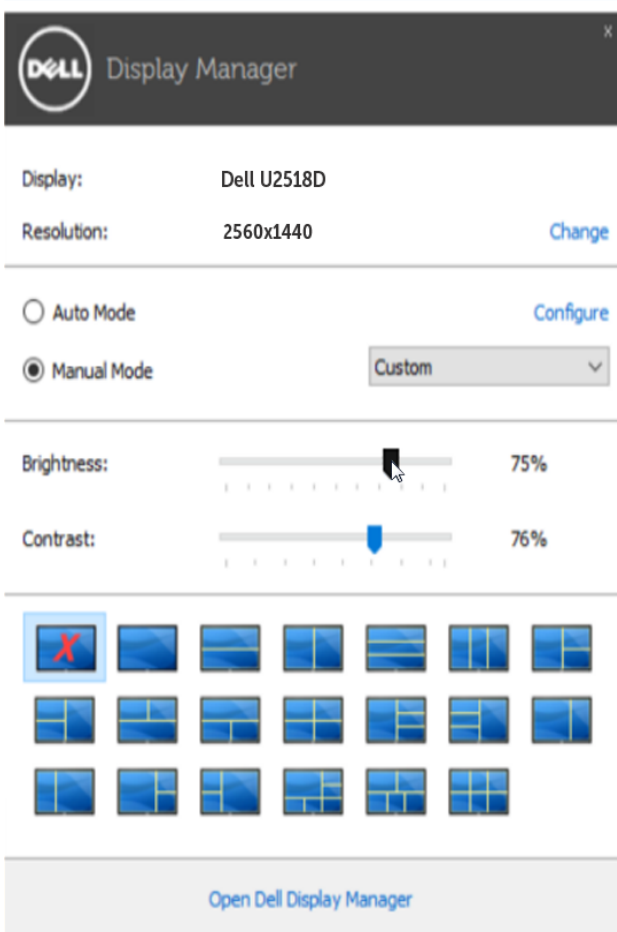 DELL Display Manager x
Display: Dell U2518D
Resolution: 2560x1440 Change
Auto Mode Configure
Manual Mode Custom
Brightness: 75%
Contrast: 76%
Open Dell Display Manager